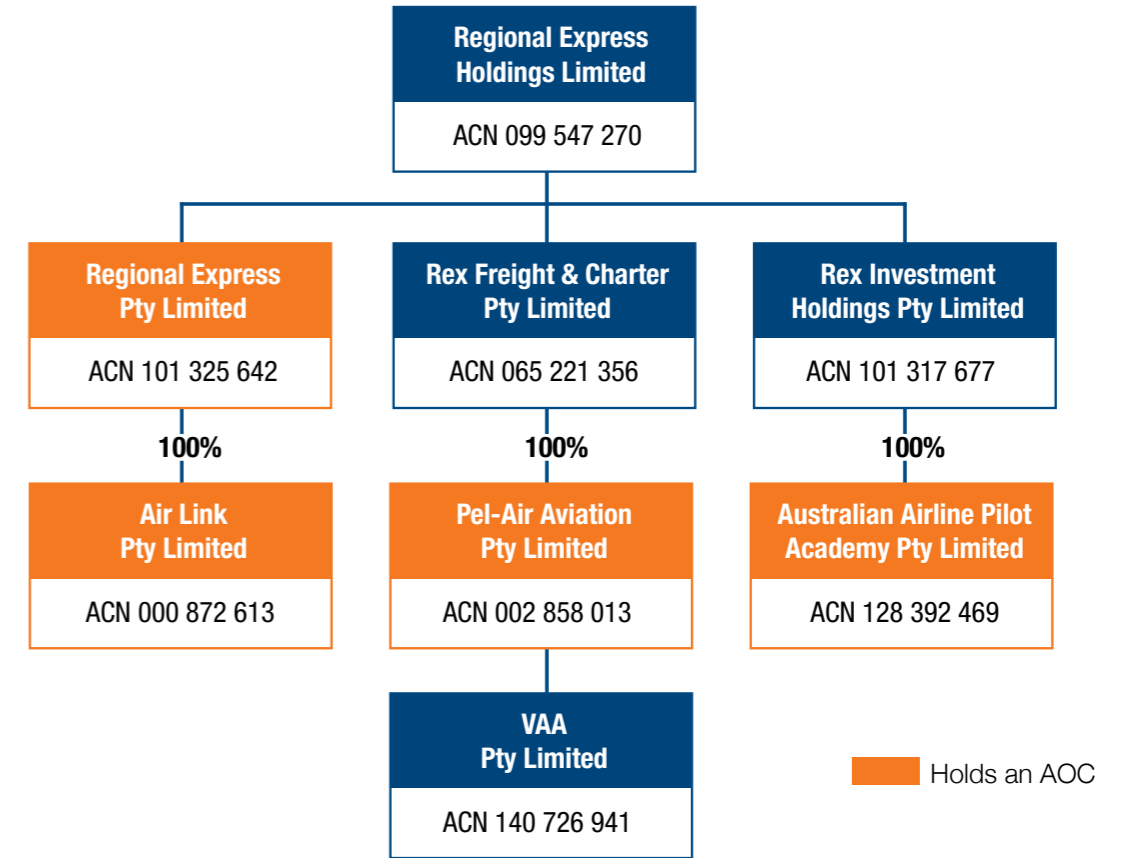 Regional Express
Holdings Limited
ACN 099 547 270
Regional Express
Pty Limited
ACN 101 325 642
Rex Freight & Charter
Pty Limited
ACN 065 221 356
Rex Investment
Holdings Pty Limited
ACN 101 317 677
100%
100%
100%
Air Link
Pty Limited
ACN 000 872 613
Pel-Air Aviation
Pty Limited
ACN 002 858 013
Australian Airline Pilot
Academy Pty Limited
ACN 128 392 469
VAA
Pty Limited
ACN 140 726 941
Holds an AOC